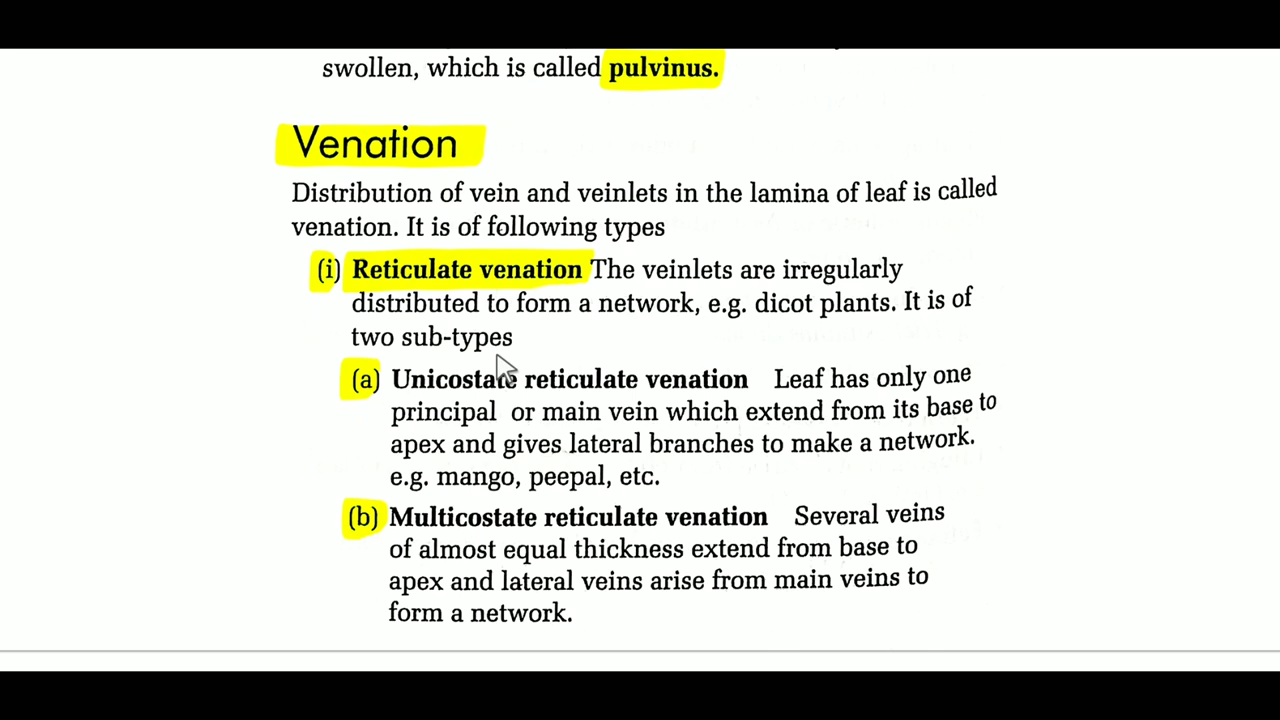 swollen, which is called pulvinus.
Venation
Distribution of vein and veinlets in the lamina of leaf is called
venation. It is of following types
(i) Reticulate venation The veinlets are irregularly
distributed to form a network, e.g. dicot plants. It is of
two sub-types
(a) Unicostate reticulate venation Leaf has only one
principal or main vein which extend from its base to
apex and gives lateral branches to make a network.
e.g. mango, peepal, etc.
(b) Multicostate reticulate venation Several veins
of almost equal thickness extend from base to
apex and lateral veins arise from main veins to
form a network.